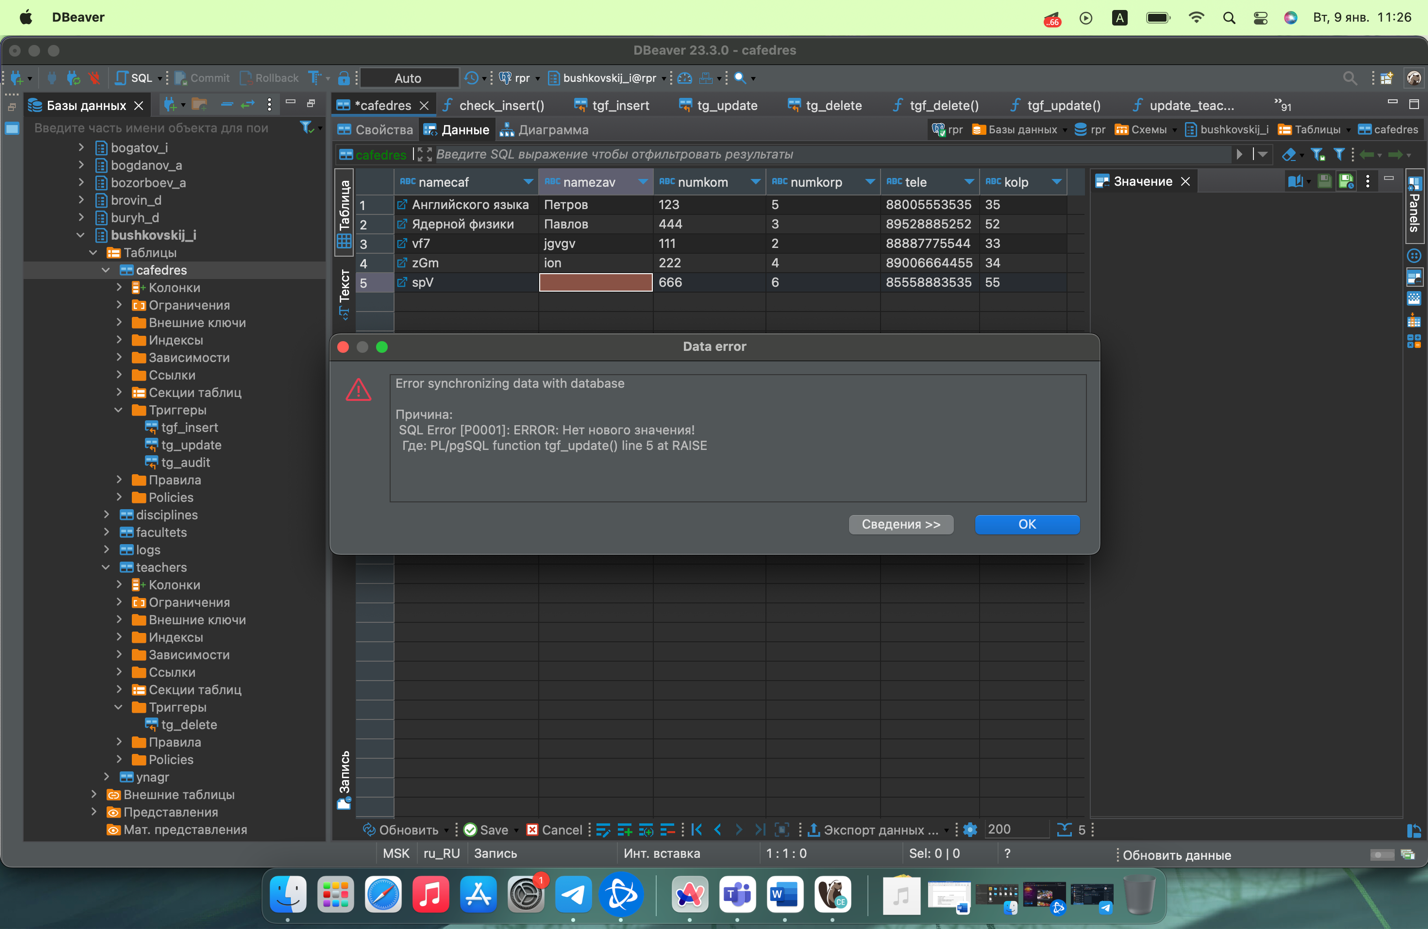 DBeaver
66
A
Вт, 9 янв. 11:26
DBeaver 23.3.0 - cafedres
SQL
Commit
Rollback
T
Auto
rpr
bushkovskij_i@rpr
Базы данных
Введите часть имени объекта для пои
bogatov_i
bogdanov_a
bozorboev_a
brovin_d
buryh_d
bushkovskij_i
Таблицы
cafedres
Колонки
Ограничения
Внешние ключи
Индексы
Зависимости
Ссылки
Секции таблиц
Триггеры
tgf_insert
tg_update
tg_audit
Правила
Policies
disciplines
facultets
logs
teachers
Колонки
Ограничения
Внешние ключи
Индексы
Зависимости
Ссылки
Секции таблиц
Триггеры
tg_delete
Правила
Policies
ynagr
Внешние таблицы
Представления
Мат. представления
*cafedres
check_insert()
tgf_insert
tg_update
tg_delete
tgf_delete()
tgf_update()
update_teac...
»91
Свойства
Данные
Диаграмма
rpr
Базы данных
rpr
Схемы
bushkovskij_i
Таблицы
cafedres
cafedres
Введите SQL выражение чтобы отфильтровать результаты
Таблица
Текст
Запись
ABC namecaf ABC namezav ABC numkom ABC numkorp ABC tele ABC kolp
1 Английского языка Петров 123 5 88005553535 35
2 Ядерной физики Павлов 444 3 89528885252 52
3 vf7 jgvgv 111 2 88887775544 33
4 zGm ion 222 4 89006664455 34
5 spV 666 6 85558883535 55
Значение
Panels
Data error
Error synchronizing data with database
Причина:
SQL Error [P0001]: ERROR: Нет нового значения!
Где: PL/pgSQL function tgf_update() line 5 at RAISE
Сведения >>
OK
Обновить
Save
Cancel
Экспорт данных ...
200
5
MSK
ru_RU
Запись
Инт. вставка
1 : 1 : 0
Sel: 0 | 0
?
Обновить данные
1
W
CE